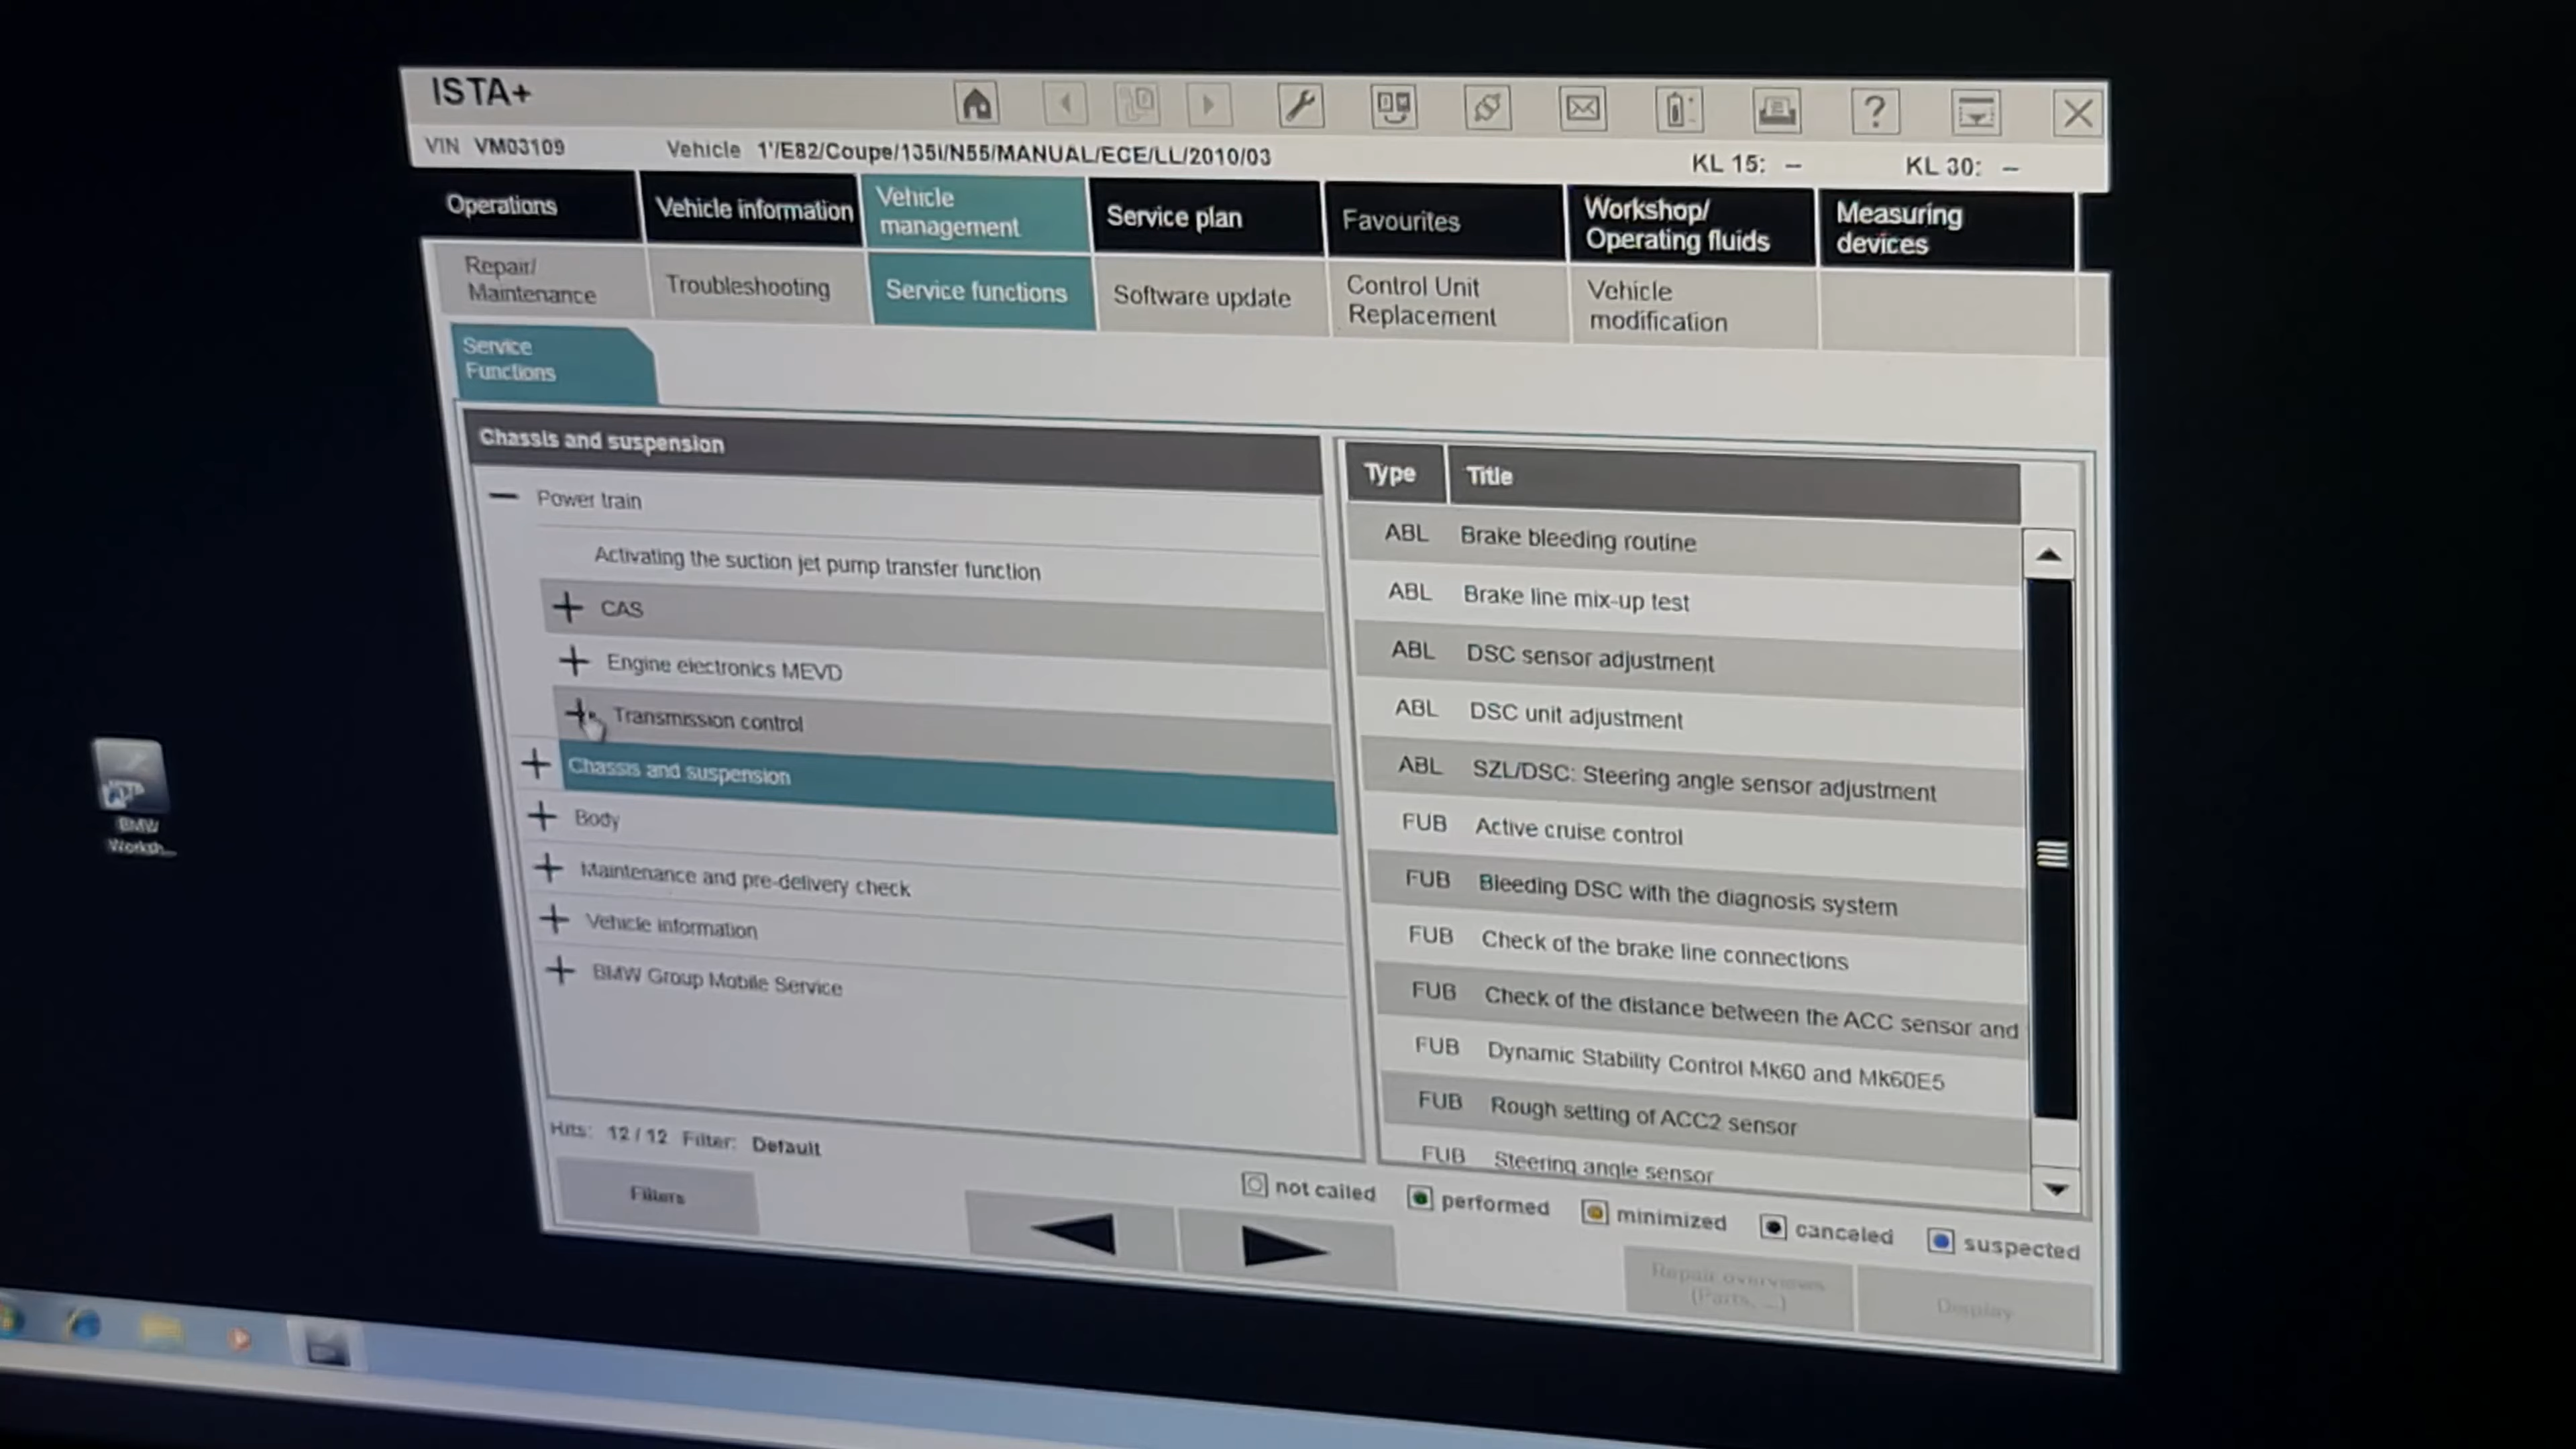 ISTA+
VIN VM03109
Vehicle 1'/E82/Coupe/135i/N55/MANUAL/ECE/LL/2010/03
KL 15: –
KL 30: –
Operations
Vehicle information
Vehicle
management
Service plan
Favourites
Workshop/
Operating fluids
Measuring
devices
Repair/
Maintenance
Troubleshooting
Service functions
Software update
Control Unit
Replacement
Vehicle
modification
Service
Functions
Chassis and suspension
Power train
Activating the suction jet pump transfer function
CAS
Engine electronics MEVD
Transmission control
Chassis and suspension
Body
Maintenance and pre-delivery check
Vehicle information
BMW Group Mobile Service
Hits: 12 / 12 Filter: Default
Filters
Type Title
ABL Brake bleeding routine
ABL Brake line mix-up test
ABL DSC sensor adjustment
ABL DSC unit adjustment
ABL SZL/DSC: Steering angle sensor adjustment
FUB Active cruise control
FUB Bleeding DSC with the diagnosis system
FUB Check of the brake line connections
FUB Check of the distance between the ACC sensor and
FUB Dynamic Stability Control Mk60 and Mk60E5
FUB Rough setting of ACC2 sensor
FUB Steering angle sensor
not called
performed
minimized
canceled
suspected
Repair overviews
(Parts, ...)
Display
BMW
Worksh...